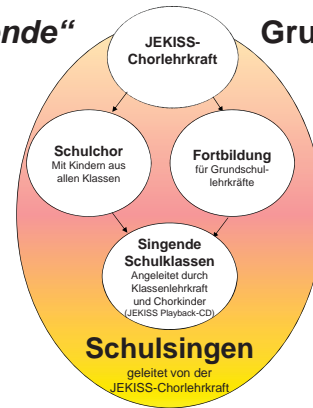 nde“ Gru
JEKISS-
Chorlehrkraft
Schulchor
Mit Kindern aus
allen Klassen
Fortbildung
für Grundschul-
lehrkräfte
Singende
Schulklassen
Angeleitet durch
Klassenlehrkraft
und Chorkinder
(JEKISS Playback-CD)
Schulsingen
geleitet von der
JEKISS-Chorlehrkraft